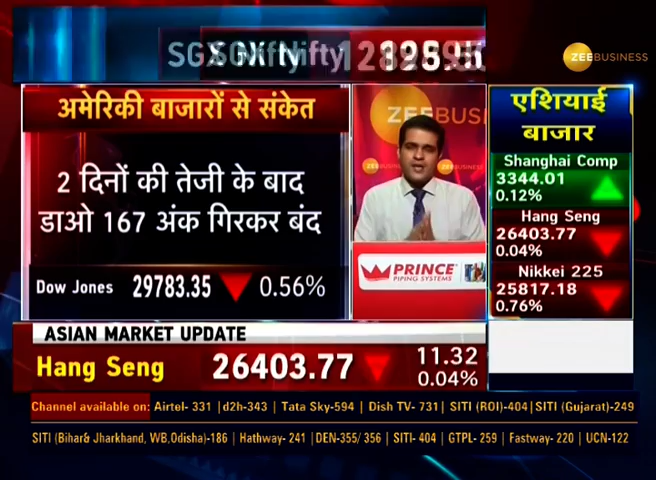 ZEE BUSINESS
अमेरिकी बाजारों से संकेत
2 दिनों की तेजी के बाद
डाओ 167 अंक गिरकर बंद
Dow Jones 29783.35 0.56%
ZEE BUSIN
ZEE BUSINESS
PRINCE
PIPING SYSTEMS
एशियाई
बाजार
Shanghai Comp
3344.01
0.12%
Hang Seng
26403.77
0.04%
Nikkei 225
25817.18
0.76%
ASIAN MARKET UPDATE
Hang Seng 26403.77 11.32
0.04%
Channel available on: Airtel- 331 | d2h-343 | Tata Sky-594 | Dish TV- 731 | SITI (ROI)-404 | SITI (Gujarat)-249
SITI (Bihar& Jharkhand, WB,Odisha)-186 | Hathway- 241 | DEN-355/ 356 | SITI- 404 | GTPL- 259 | Fastway- 220 | UCN-122